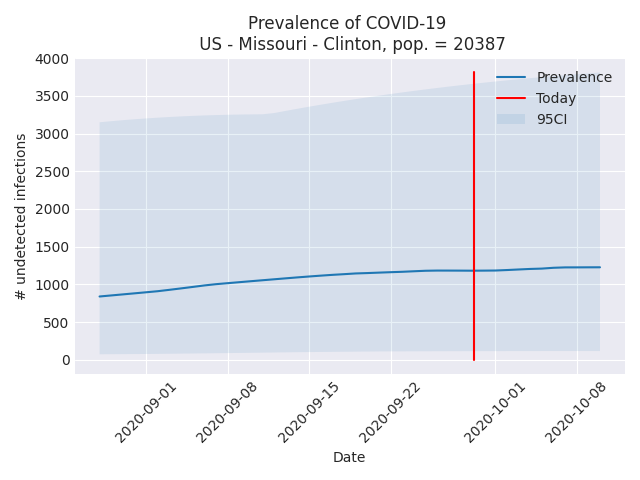 Prevalence of COVID-19
US - Missouri - Clinton, pop. = 20387
4000
3500
3000
2500
2000
1500
1000
500
0
# undetected infections
Prevalence
Today
95CI
2020-09-01
2020-09-08
2020-09-15
2020-09-22
2020-10-01
2020-10-08
Date